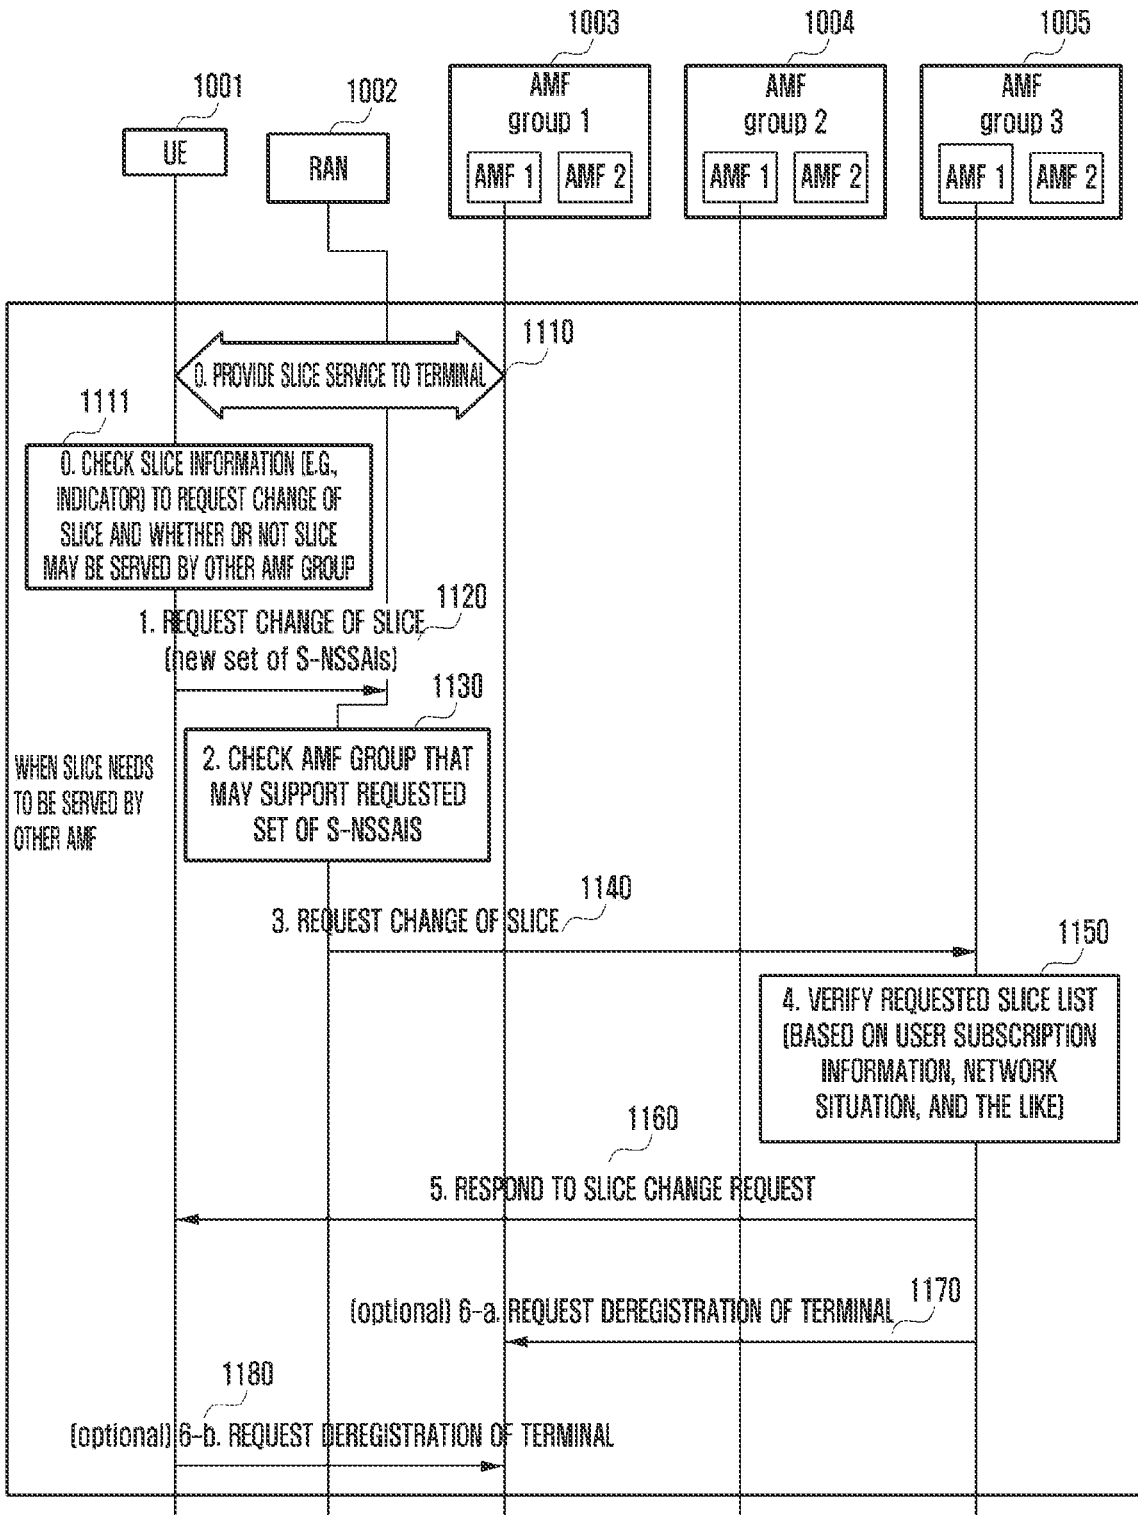 1001
1002
1003
1004
1005
UE
RAN
AMF
group 1
AMF 1
AMF 2
AMF
group 2
AMF 1
AMF 2
AMF
group 3
AMF 1
AMF 2
1110
0. PROVIDE SLICE SERVICE TO TERMINAL
1111
0. CHECK SLICE INFORMATION (E.G.,
INDICATOR) TO REQUEST CHANGE OF
SLICE AND WHETHER OR NOT SLICE
MAY BE SERVED BY OTHER AMF GROUP
1120
1. REQUEST CHANGE OF SLICE
(new set of S-NSSAIs)
1130
2. CHECK AMF GROUP THAT
MAY SUPPORT REQUESTED
SET OF S-NSSAIS
WHEN SLICE NEEDS
TO BE SERVED BY
OTHER AMF
1140
3. REQUEST CHANGE OF SLICE
1150
4. VERIFY REQUESTED SLICE LIST
(BASED ON USER SUBSCRIPTION
INFORMATION, NETWORK
SITUATION, AND THE LIKE)
1160
5. RESPOND TO SLICE CHANGE REQUEST
1170
(optional) 6-a. REQUEST DEREGISTRATION OF TERMINAL
1180
(optional) 6-b. REQUEST DEREGISTRATION OF TERMINAL